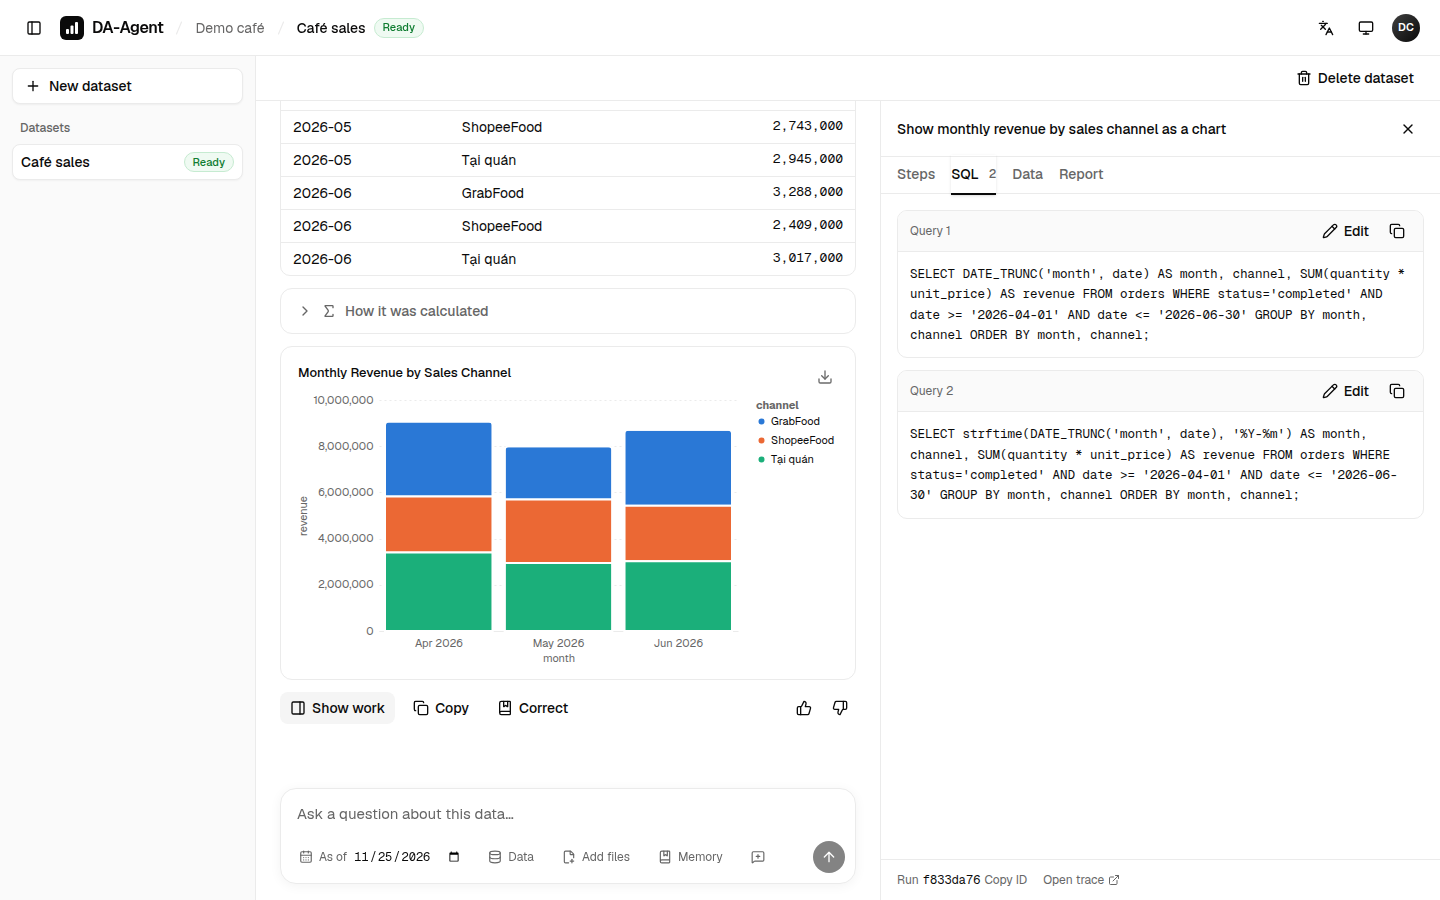 DA-Agent / Demo café / Café sales Ready
DC
New dataset
Datasets
Café sales Ready
Delete dataset
2026-05 ShopeeFood 2,743,000
2026-05 Tại quán 2,945,000
2026-06 GrabFood 3,288,000
2026-06 ShopeeFood 2,409,000
2026-06 Tại quán 3,017,000
How it was calculated
Monthly Revenue by Sales Channel
10,000,000
8,000,000
6,000,000
4,000,000
2,000,000
0
revenue
Apr 2026 May 2026 Jun 2026
month
channel
GrabFood
ShopeeFood
Tại quán
Show work Copy Correct
Ask a question about this data…
As of 11/25/2026 Data Add files Memory
Show monthly revenue by sales channel as a chart
Steps SQL 2 Data Report
Query 1 Edit
SELECT DATE_TRUNC('month', date) AS month, channel, SUM(quantity *
unit_price) AS revenue FROM orders WHERE status='completed' AND
date >= '2026-04-01' AND date <= '2026-06-30' GROUP BY month,
channel ORDER BY month, channel;
Query 2 Edit
SELECT strftime(DATE_TRUNC('month', date), '%Y-%m') AS month,
channel, SUM(quantity * unit_price) AS revenue FROM orders WHERE
status='completed' AND date >= '2026-04-01' AND date <= '2026-06-
30' GROUP BY month, channel ORDER BY month, channel;
Run f833da76 Copy ID Open trace